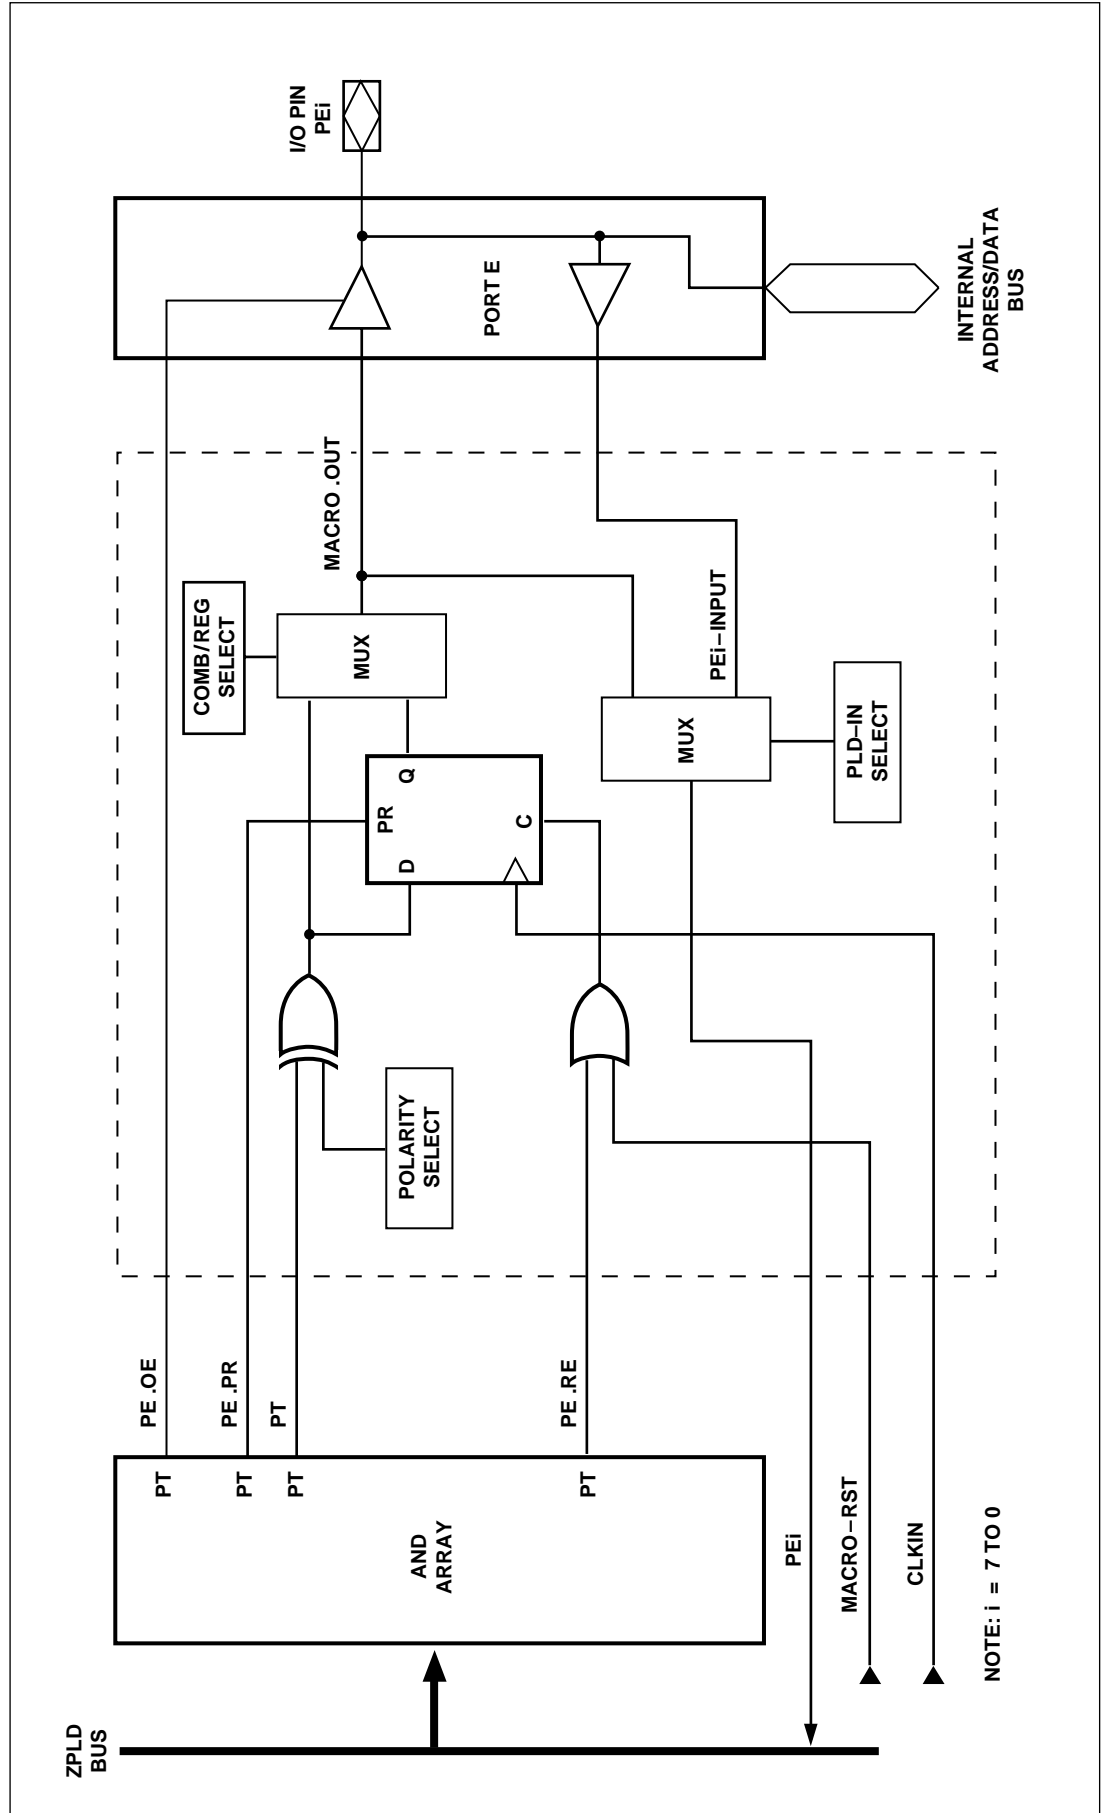 ZPLD
BUS
AND
ARRAY
PT
PT
PT
PT
PE .OE
PE .PR
PT
PE .RE
PEi
MACRO–RST
CLKIN
NOTE: i = 7 TO 0
POLARITY
SELECT
D
PR
Q
C
COMB/REG
SELECT
MUX
MACRO .OUT
MUX
PEi–INPUT
PLD–IN
SELECT
PORT E
I/O PIN
PEi
INTERNAL
ADDRESS/DATA
BUS